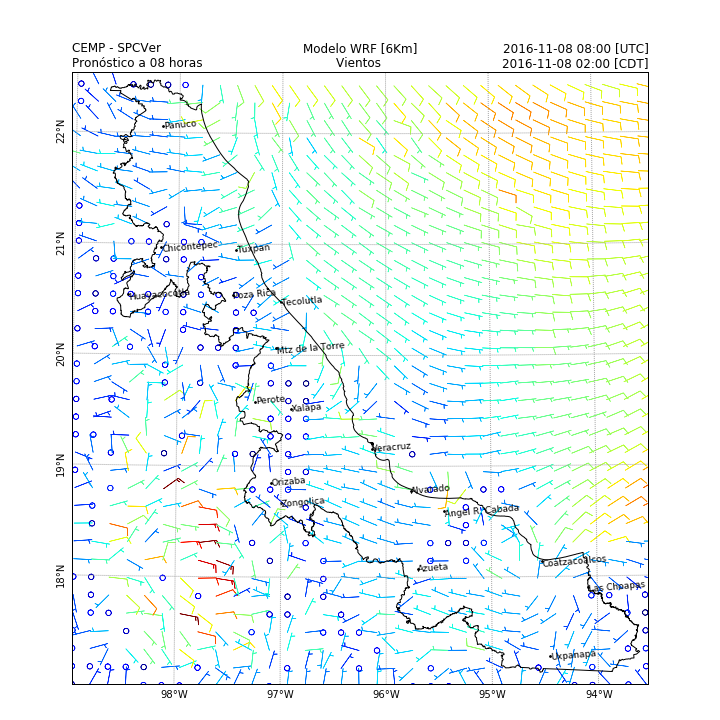 CEMP - SPCVer Modelo WRF [6Km] 2016-11-08 08:00 [UTC]
Pronóstico a 08 horas Vientos 2016-11-08 02:00 [CDT]
22°N
Panuco
21°N
Chicontepec Tuxpan
Huayacocotla Poza Rica Tecolutla
20°N
Mtz de la Torre
Perote Xalapa
19°N
Veracruz
Orizaba Alvarado
Zongolica Angel R. Cabada
18°N
Azueta Coatzacoalcos
Las Choapas
Uxpanapa
98°W 97°W 96°W 95°W 94°W